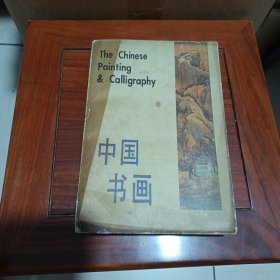 The Chinese
Painting
& Calligraphy
中国
书画